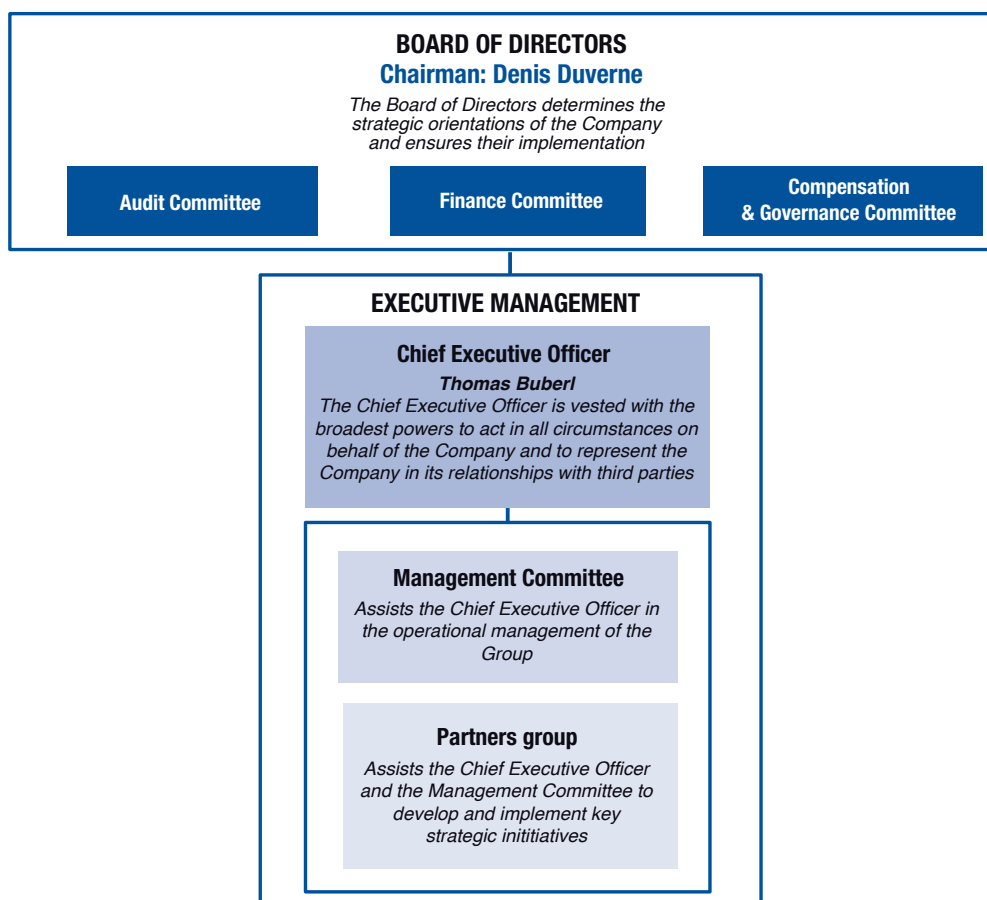 BOARD OF DIRECTORS
Chairman: Denis Duverne
The Board of Directors determines the
strategic orientations of the Company
and ensures their implementation
Audit Committee
Finance Committee
Compensation
& Governance Committee
EXECUTIVE MANAGEMENT
Chief Executive Officer
Thomas Buberl
The Chief Executive Officer is vested with the
broadest powers to act in all circumstances on
behalf of the Company and to represent the
Company in its relationships with third parties
Management Committee
Assists the Chief Executive Officer in
the operational management of the
Group
Partners group
Assists the Chief Executive Officer
and the Management Committee to
develop and implement key
strategic inititiatives